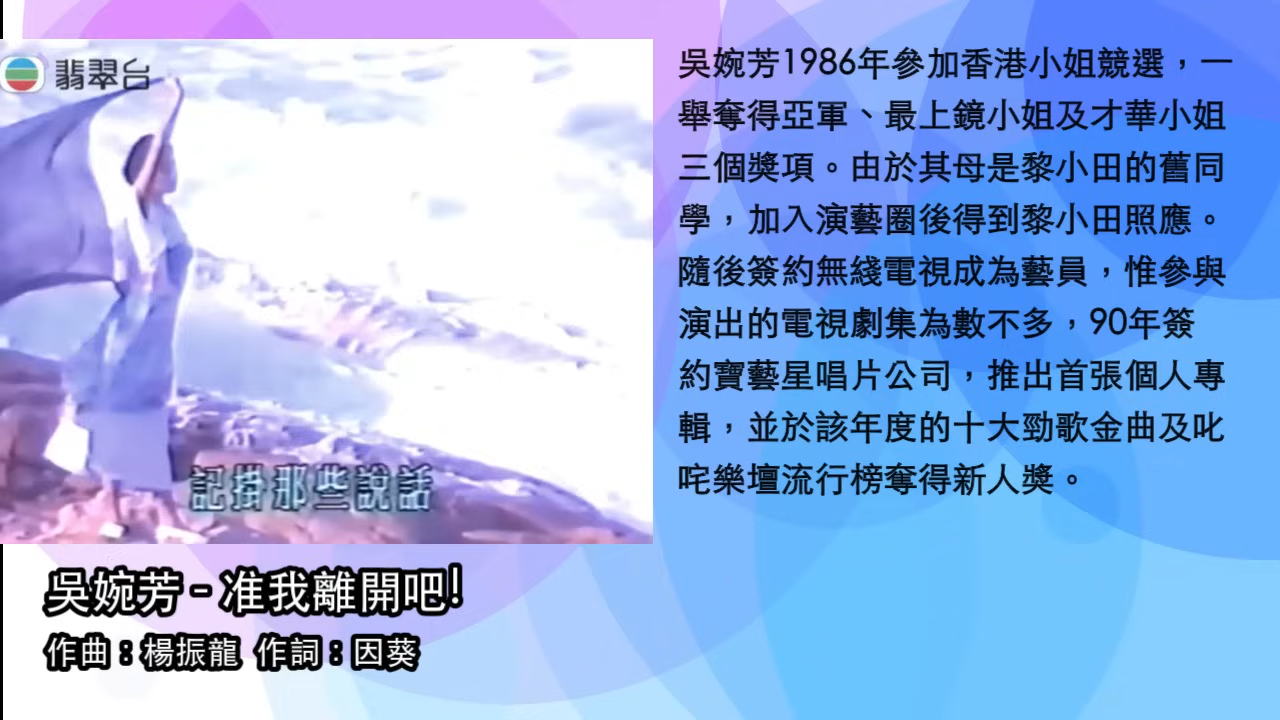 翡翠台
吳婉芳1986年參加香港小姐競選，一
舉奪得亞軍、最上鏡小姐及才華小姐
三個獎項。由於其母是黎小田的舊同
學，加入演藝圈後得到黎小田照應。
隨後簽約無綫電視成為藝員，惟參與
演出的電視劇集為數不多，90年簽
約寶藝星唱片公司，推出首張個人專
輯，並於該年度的十大勁歌金曲及叱
咤樂壇流行榜奪得新人獎。
記掛那些說話
吳婉芳 - 准我離開吧!
作曲：楊振龍 作詞：因葵